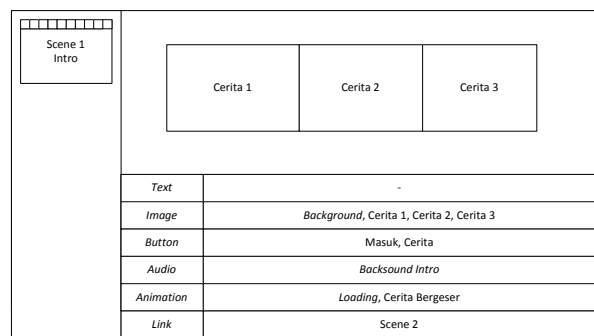 Scene 1
Intro
Cerita 1 Cerita 2 Cerita 3
Text -
Image Background, Cerita 1, Cerita 2, Cerita 3
Button Masuk, Cerita
Audio Backsound Intro
Animation Loading, Cerita Bergeser
Link Scene 2